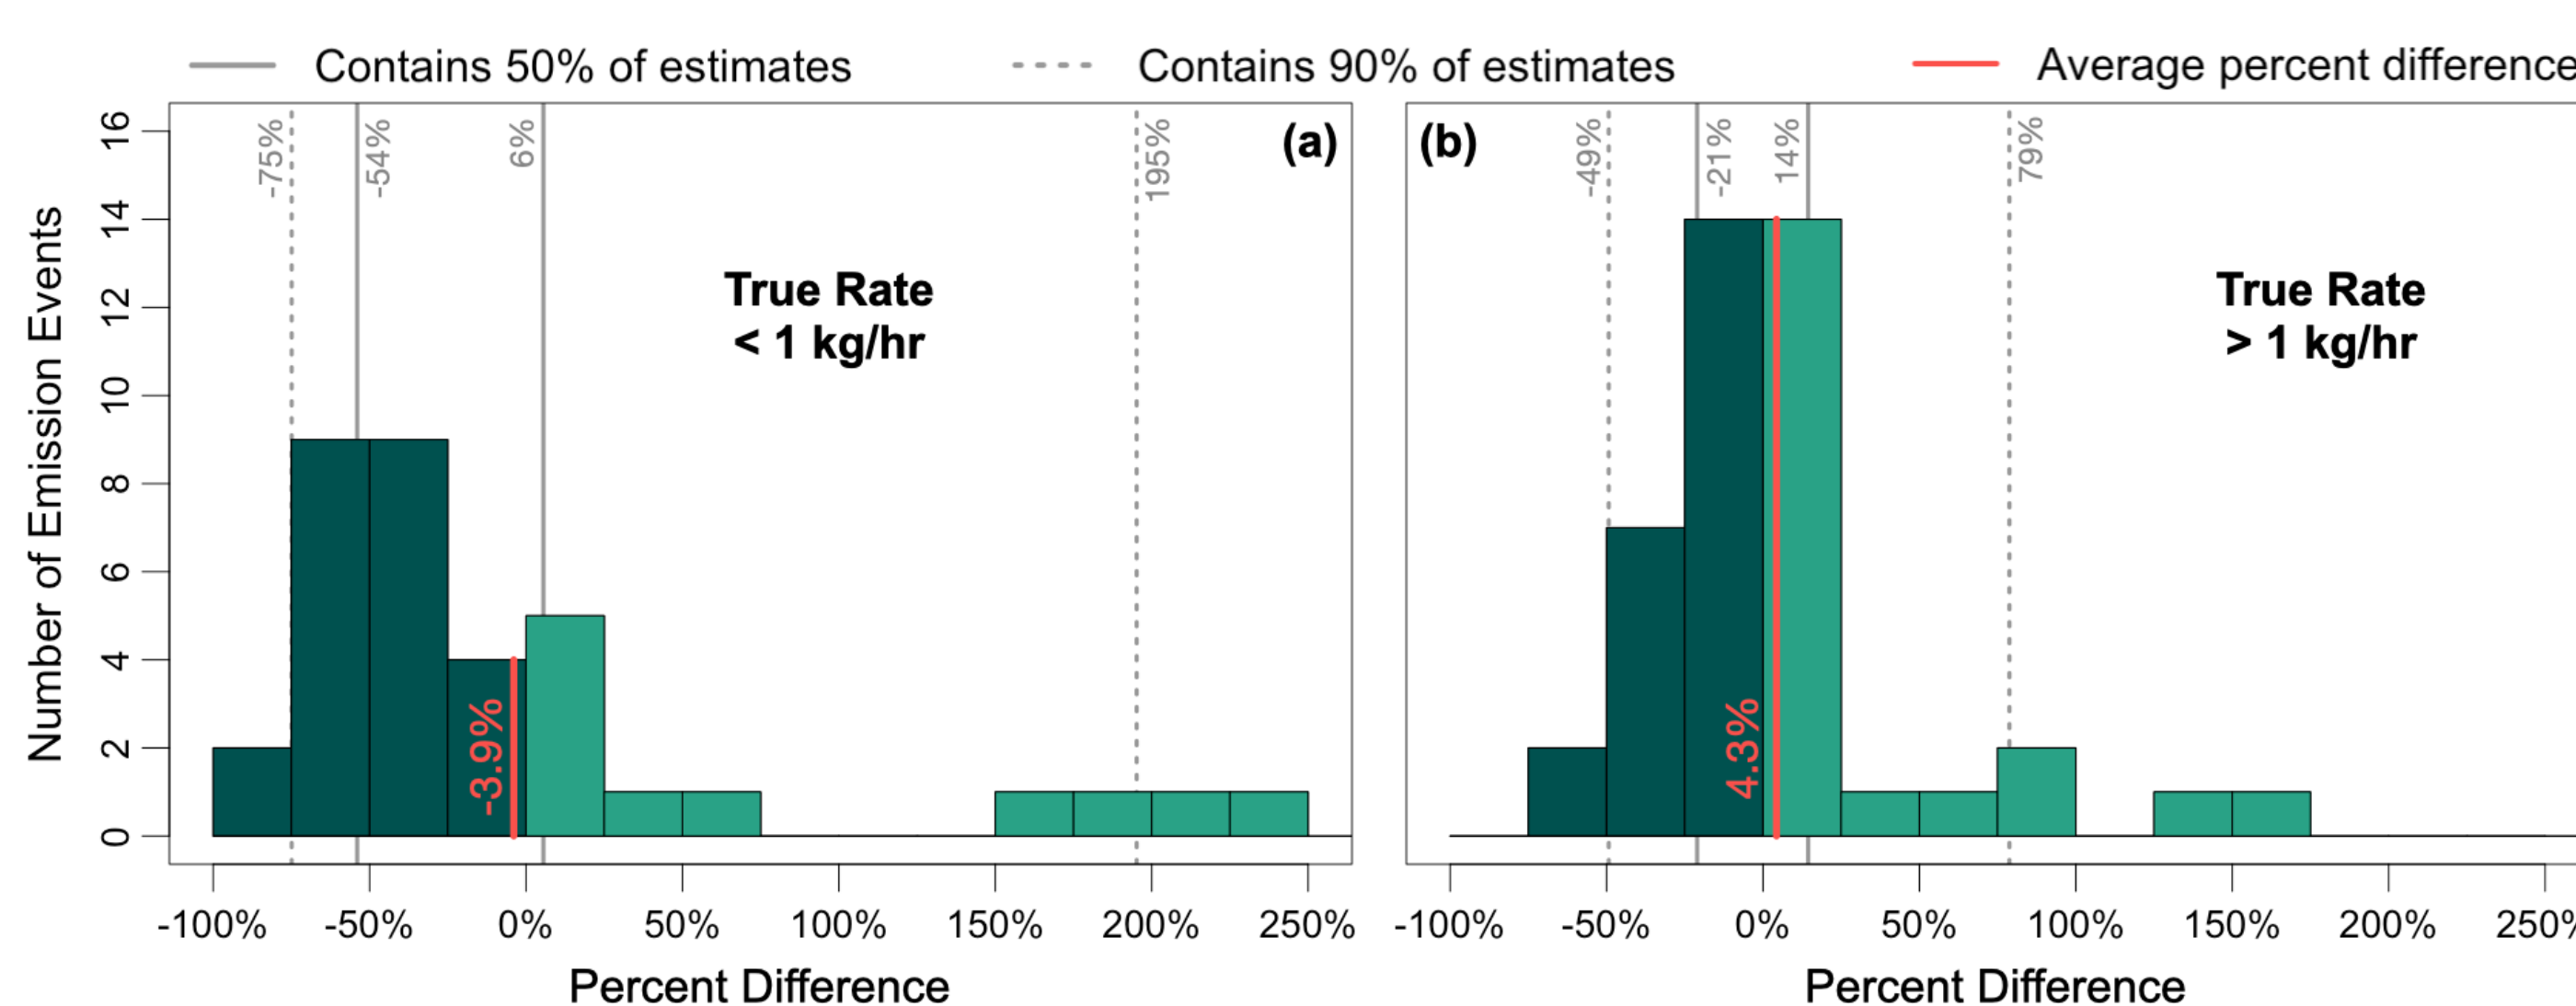 Contains 50% of estimates
Contains 90% of estimates
Average percent difference
Number of Emission Events
16
14
12
10
8
6
4
2
0
-75%
-54%
6%
195%
(a)
True Rate
< 1 kg/hr
-3.9%
-100%
-50%
0%
50%
100%
150%
200%
250%
Percent Difference
(b)
-49%
-21%
14%
79%
True Rate
> 1 kg/hr
4.3%
-100%
-50%
0%
50%
100%
150%
200%
250%
Percent Difference